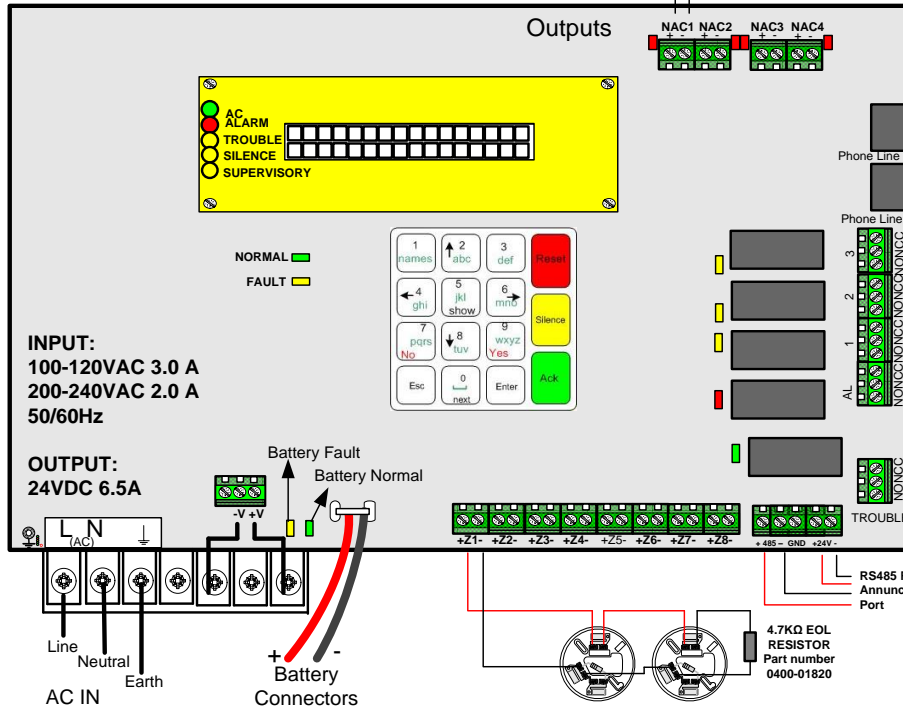 Outputs
NAC1 NAC2 NAC3 NAC4
+ - + -
AC
ALARM
TROUBLE
SILENCE
SUPERVISORY
Phone Line
Phone Line
NORMAL
FAULT
1 names
2 abc
3 def
Reset
4 ghi
5 jkl show
6 mno
Silence
7 pqrs No
8 tuv
9 wxyz Yes
Ack
Esc
0 next
Enter
3 NONCC
2 NONCC
1 NONCC
AL NONCC
INPUT:
100-120VAC 3.0 A
200-240VAC 2.0 A
50/60Hz
OUTPUT:
24VDC 6.5A
Battery Fault
Battery Normal
-V +V
NONCC
TROUBLE
L N
(AC)
+Z1- +Z2- +Z3- +Z4- +Z5- +Z6- +Z7- +Z8-
+ 485 – GND +24V -
RS485
Annunc
Port
Line
Neutral
Earth
AC IN
+ -
Battery
Connectors
4.7KΩ EOL
RESISTOR
Part number
0400-01820